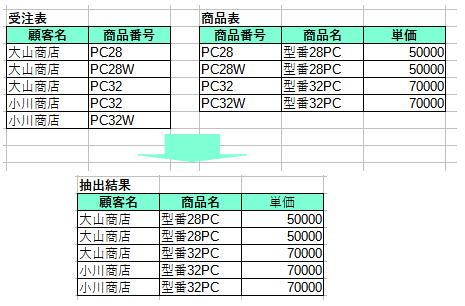 受注表
顧客名 商品番号
大山商店 PC28
大山商店 PC28W
大山商店 PC32
小川商店 PC32
小川商店 PC32W
商品表
商品番号 商品名 単価
PC28 型番28PC 50000
PC28W 型番28PC 50000
PC32 型番32PC 70000
PC32W 型番32PC 70000
抽出結果
顧客名 商品名 単価
大山商店 型番28PC 50000
大山商店 型番28PC 50000
大山商店 型番32PC 70000
小川商店 型番32PC 70000
小川商店 型番32PC 70000